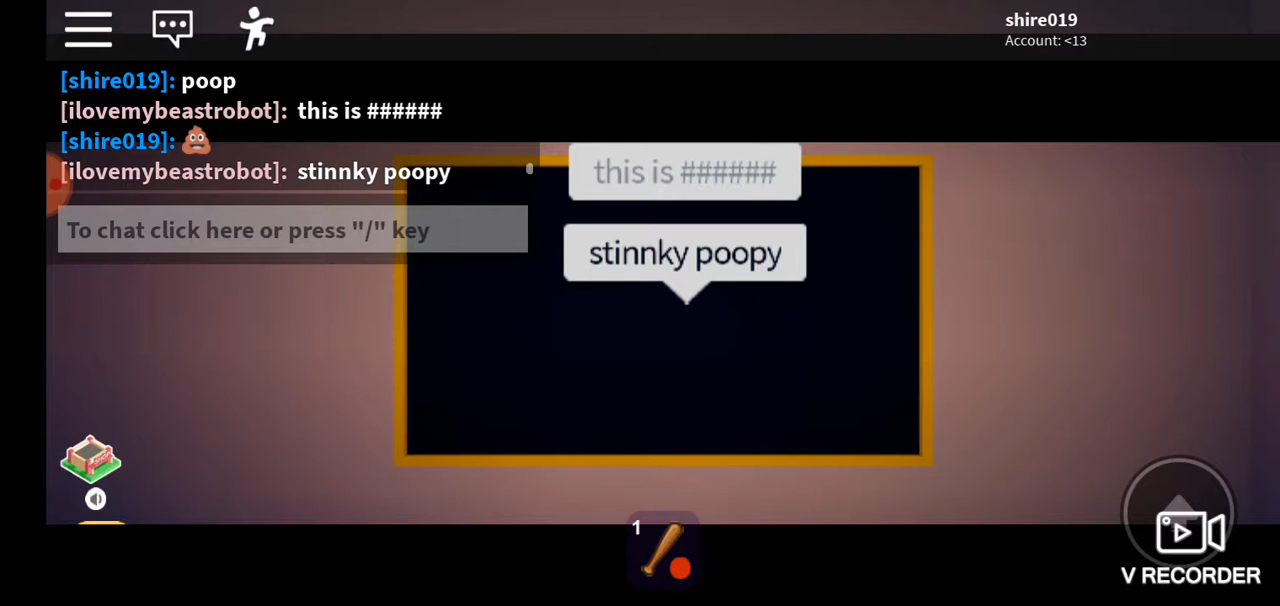 shire019
Account: <13
[shire019]: poop
[ilovemybeastrobot]: this is ######
[shire019]: 💩
[ilovemybeastrobot]: stinnky poopy
To chat click here or press "/" key
this is ######
stinnky poopy
1
V RECORDER